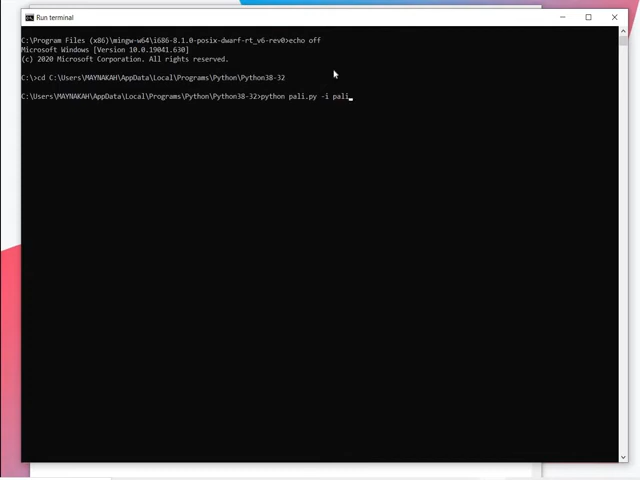 Run terminal
C:\Program Files (x86)\mingw-w64\i686-8.1.0-posix-dwarf-rt_v6-rev0>echo off
Microsoft Windows [Version 10.0.19041.630]
(c) 2020 Microsoft Corporation. All rights reserved.
C:\>cd C:\Users\MAYNAKAH\AppData\Local\Programs\Python\Python38-32
C:\Users\MAYNAKAH\AppData\Local\Programs\Python\Python38-32>python pali.py -i pali